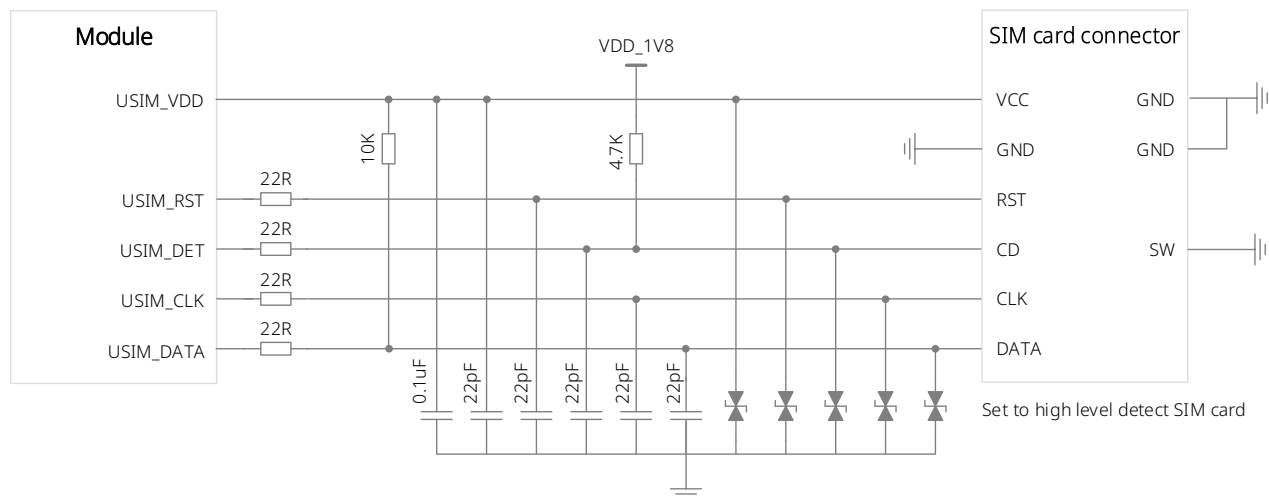 Module
SIM card connector
VDD_1V8
USIM_VDD
VCC
GND
10K
4.7K
GND
GND
22R
USIM_RST
RST
22R
USIM_DET
CD
SW
22R
USIM_CLK
CLK
22R
USIM_DATA
DATA
0.1uF
22pF
22pF
22pF
22pF
22pF
Set to high level detect SIM card